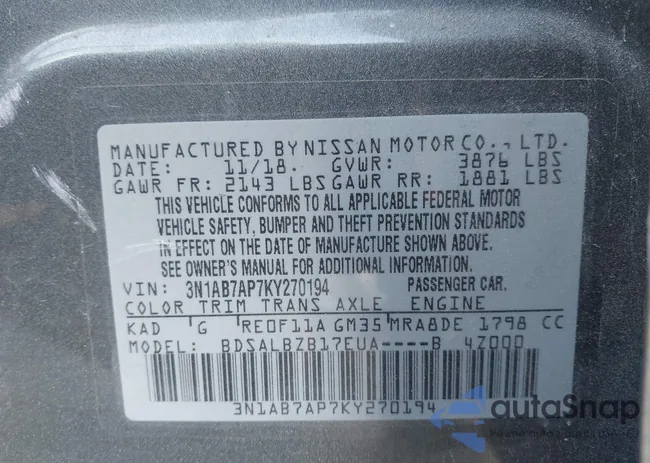 MANUFACTURED BY NISSAN MOTOR CO., LTD.
DATE: 11/18. GVWR: 3876 LBS
GAWR FR: 2143 LBS GAWR RR: 1881 LBS
THIS VEHICLE CONFORMS TO ALL APPLICABLE FEDERAL MOTOR
VEHICLE SAFETY, BUMPER AND THEFT PREVENTION STANDARDS
IN EFFECT ON THE DATE OF MANUFACTURE SHOWN ABOVE.
SEE OWNER'S MANUAL FOR ADDITIONAL INFORMATION.
VIN: 3N1AB7AP7KY270194 PASSENGER CAR.
COLOR TRIM TRANS AXLE ENGINE
KAD G RE0F11A GM35 MRA8DE 1798 CC
MODEL: BDSALBZB17EUA----B 4Z000
3N1AB7AP7KY270194
autoSnap